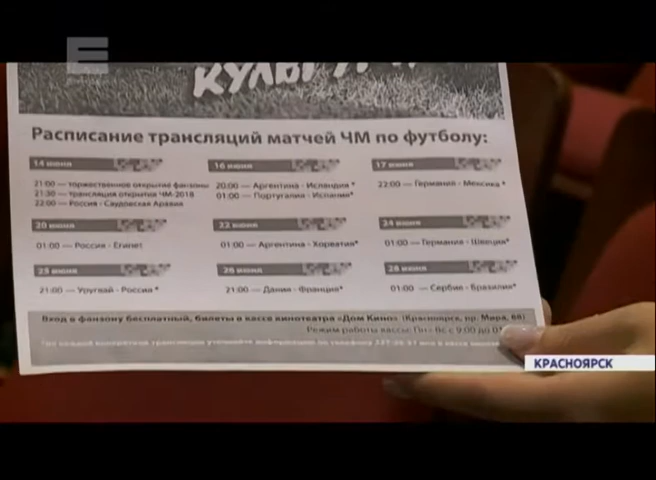 Расписание трансляций матчей ЧМ по футболу:
14 июня
21:00 — торжественное открытие фанзоны
21:30 — трансляция открытия ЧМ-2018
22:00 — Россия - Саудовская Аравия
16 июня
20:00 — Аргентина - Исландия *
01:00 — Португалия - Испания*
17 июня
22:00 — Германия - Мексика *
20 июня
01:00 — Россия - Египет
22 июня
01:00 — Аргентина - Хорватия*
24 июня
01:00 — Германия - Швеция*
25 июня
21:00 — Уругвай - Россия *
26 июня
21:00 — Дания - Франция*
28 июня
01:00 — Сербия - Бразилия*
Вход в фанзону бесплатный, билеты в кассе кинотеатра «Дом Кино» (Красноярск, пр. Мира, 88)
Режим работы кассы: Пн - Вс с 9:00 до
КРАСНОЯРСК